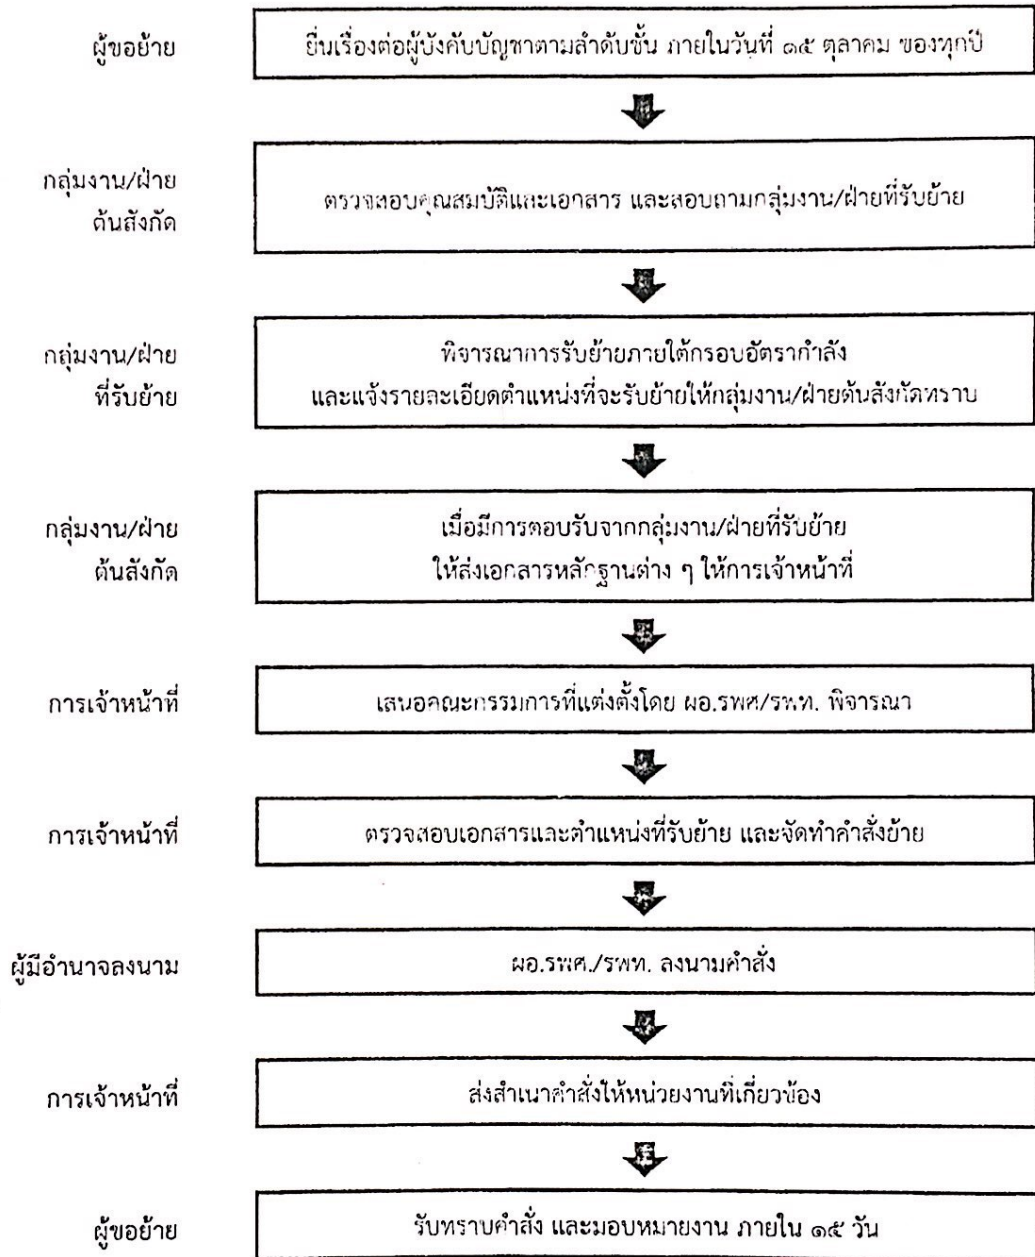 ผู้ขอย้าย
ยื่นเรื่องต่อผู้บังคับบัญชาตามลำดับชั้น ภายในวันที่ ๑๕ ตุลาคม ของทุกปี
กลุ่มงาน/ฝ่าย
ต้นสังกัด
ตรวจสอบคุณสมบัติและเอกสาร และสอบถามกลุ่มงาน/ฝ่ายที่รับย้าย
กลุ่มงาน/ฝ่าย
ที่รับย้าย
พิจารณาการรับย้ายภายใต้กรอบอัตรากำลัง
และแจ้งรายละเอียดตำแหน่งที่จะรับย้ายให้กลุ่มงาน/ฝ่ายต้นสังกัดทราบ
กลุ่มงาน/ฝ่าย
ต้นสังกัด
เมื่อมีการตอบรับจากกลุ่มงาน/ฝ่ายที่รับย้าย
ให้ส่งเอกสารหลักฐานต่าง ๆ ให้การเจ้าหน้าที่
การเจ้าหน้าที่
เสนอคณะกรรมการที่แต่งตั้งโดย ผอ.รพศ/รพท. พิจารณา
การเจ้าหน้าที่
ตรวจสอบเอกสารและตำแหน่งที่รับย้าย และจัดทำคำสั่งย้าย
ผู้มีอำนาจลงนาม
ผอ.รพศ./รพท. ลงนามคำสั่ง
การเจ้าหน้าที่
ส่งสำเนาคำสั่งให้หน่วยงานที่เกี่ยวข้อง
ผู้ขอย้าย
รับทราบคำสั่ง และมอบหมายงาน ภายใน ๑๕ วัน